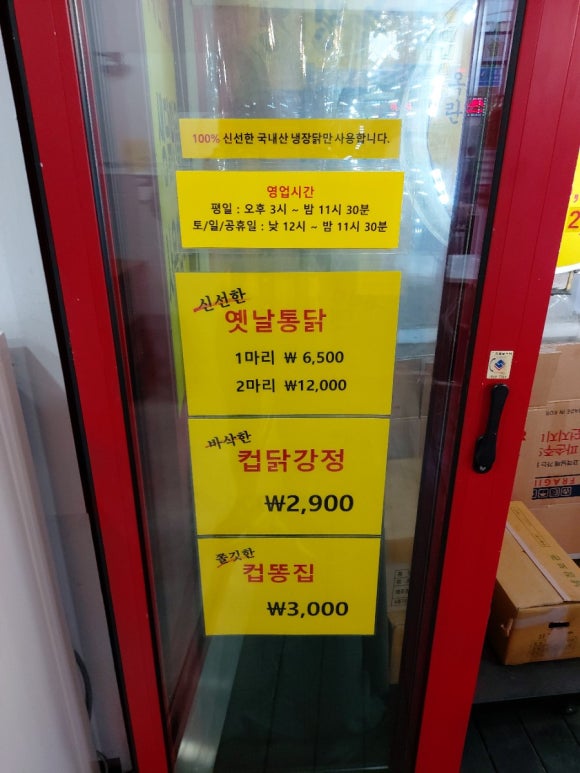 100% 신선한 국내산 냉장닭만 사용합니다.
영업시간
평일 : 오후 3시 ~ 밤 11시 30분
토/일/공휴일 : 낮 12시 ~ 밤 11시 30분
신선한
옛날통닭
1마리 ₩ 6,500
2마리 ₩12,000
바삭한
컵닭강정
₩2,900
쫄깃한
컵똥집
₩3,000
FRAGI